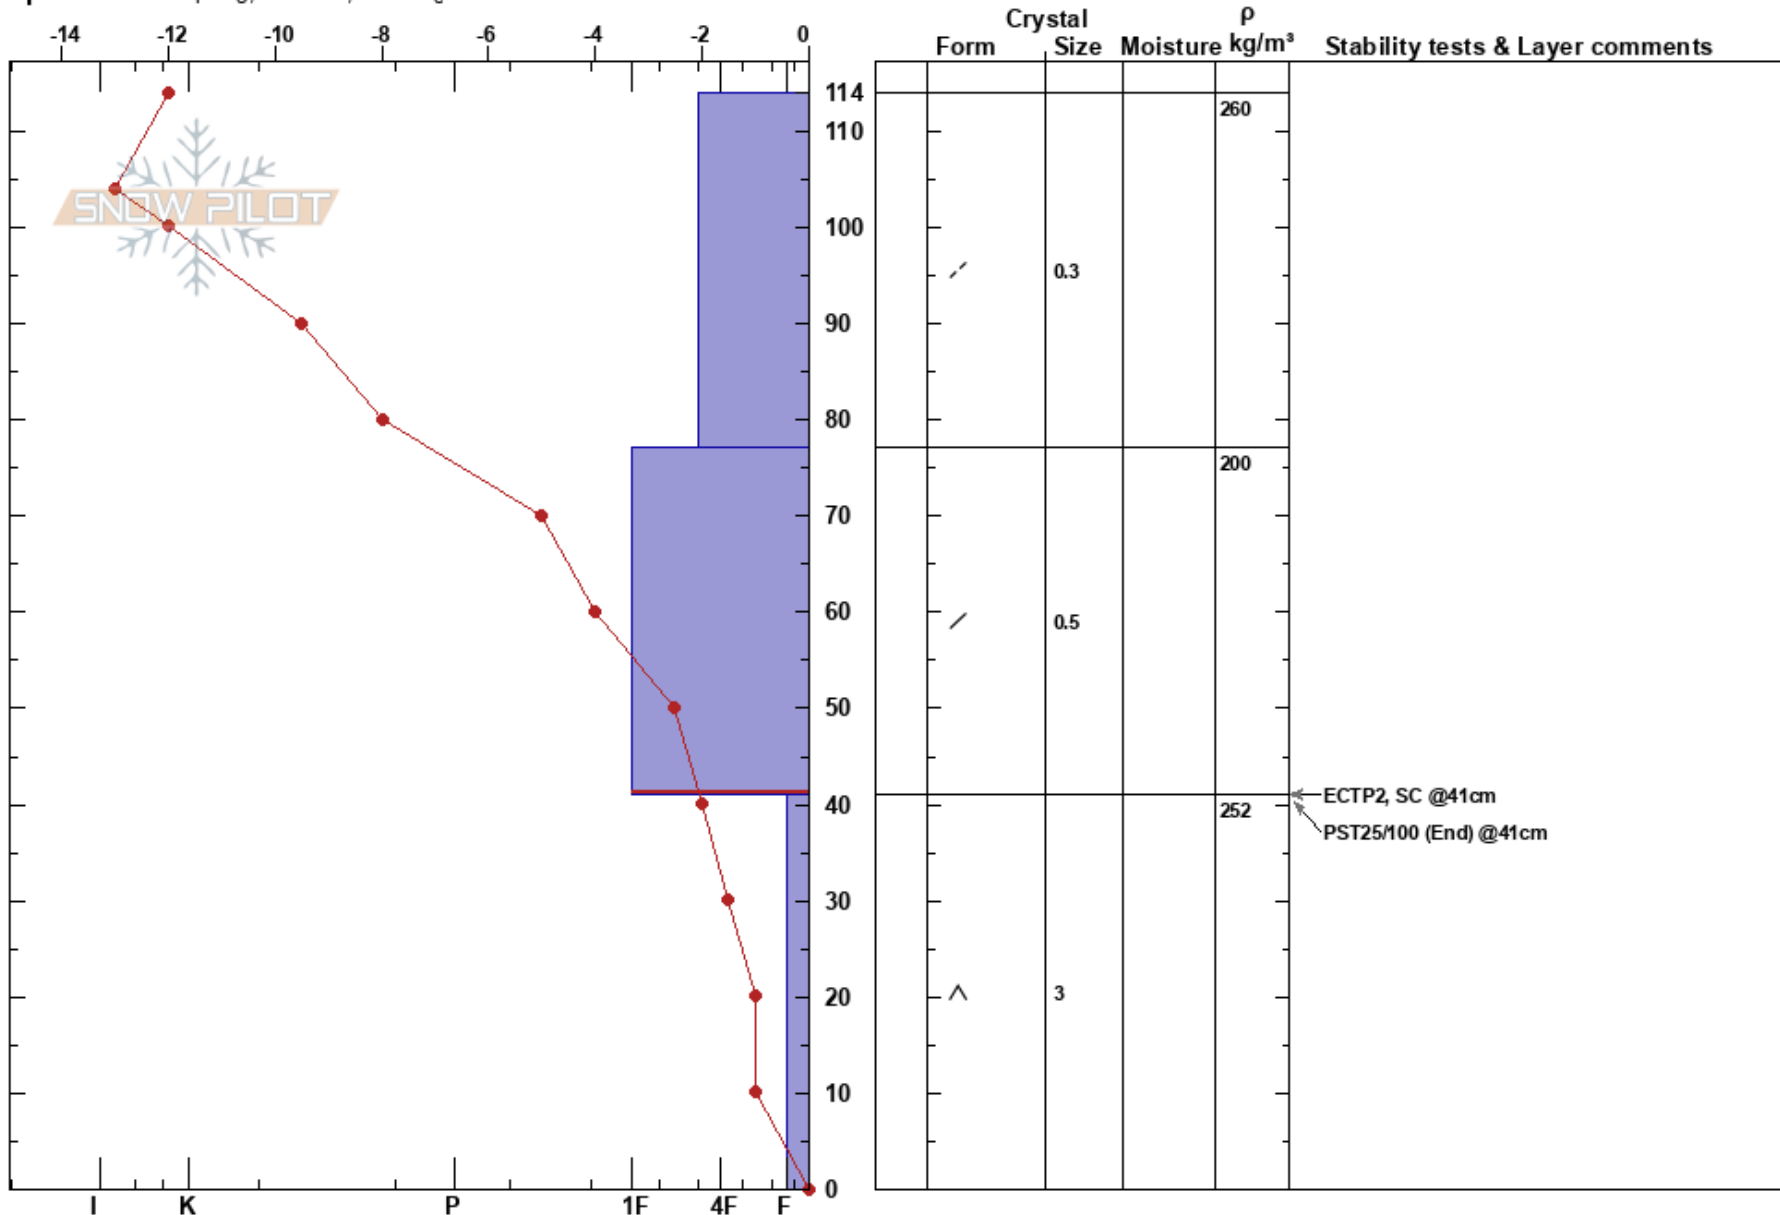 Crystal
ρ
Form Size Moisture kg/m³ Stability tests & Layer comments
-14 -12 -10 -8 -6 -4 -2 0
114
260
110
SNOW PILOT
100
0.3
90
80
200
70
60
0.5
50
ECTP2, SC @41cm
40
252
PST25/100 (End) @41cm
30
20
3
10
0
I K P 1F 4F F